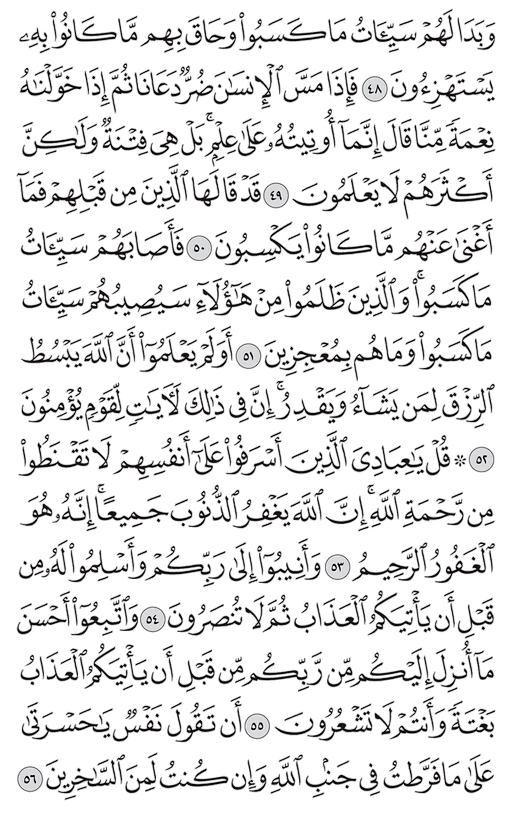 وَبَدَا لَهُمْ سَيِّـَٔاتُ مَا كَسَبُوا۟ وَحَاقَ بِهِم مَّا كَانُوا۟ بِهِۦ
يَسْتَهْزِءُونَ ٤٨ فَإِذَا مَسَّ ٱلْإِنسَـٰنَ ضُرٌّ دَعَانَا ثُمَّ إِذَا خَوَّلْنَـٰهُ
نِعْمَةً مِّنَّا قَالَ إِنَّمَآ أُوتِيتُهُۥ عَلَىٰ عِلْمٍۭ ۚ بَلْ هِىَ فِتْنَةٌ وَلَـٰكِنَّ
أَكْثَرَهُمْ لَا يَعْلَمُونَ ٤٩ قَدْ قَالَهَا ٱلَّذِينَ مِن قَبْلِهِمْ فَمَآ
أَغْنَىٰ عَنْهُم مَّا كَانُوا۟ يَكْسِبُونَ ٥٠ فَأَصَابَهُمْ سَيِّـَٔاتُ
مَا كَسَبُوا۟ ۚ وَٱلَّذِينَ ظَلَمُوا۟ مِنْ هَـٰٓؤُلَآءِ سَيُصِيبُهُمْ سَيِّـَٔاتُ
مَا كَسَبُوا۟ وَمَا هُم بِمُعْجِزِينَ ٥١ أَوَلَمْ يَعْلَمُوٓا۟ أَنَّ ٱللَّهَ يَبْسُطُ
ٱلرِّزْقَ لِمَن يَشَآءُ وَيَقْدِرُ ۚ إِنَّ فِى ذَٰلِكَ لَـَٔايَـٰتٍ لِّقَوْمٍ يُؤْمِنُونَ
٥٢ ۞ قُلْ يَـٰعِبَادِىَ ٱلَّذِينَ أَسْرَفُوا۟ عَلَىٰٓ أَنفُسِهِمْ لَا تَقْنَطُوا۟
مِن رَّحْمَةِ ٱللَّهِ ۚ إِنَّ ٱللَّهَ يَغْفِرُ ٱلذُّنُوبَ جَمِيعًا ۚ إِنَّهُۥ هُوَ
ٱلْغَفُورُ ٱلرَّحِيمُ ٥٣ وَأَنِيبُوٓا۟ إِلَىٰ رَبِّكُمْ وَأَسْلِمُوا۟ لَهُۥ مِن
قَبْلِ أَن يَأْتِيَكُمُ ٱلْعَذَابُ ثُمَّ لَا تُنصَرُونَ ٥٤ وَٱتَّبِعُوٓا۟ أَحْسَنَ
مَآ أُنزِلَ إِلَيْكُم مِّن رَّبِّكُم مِّن قَبْلِ أَن يَأْتِيَكُمُ ٱلْعَذَابُ
بَغْتَةً وَأَنتُمْ لَا تَشْعُرُونَ ٥٥ أَن تَقُولَ نَفْسٌ يَـٰحَسْرَتَىٰ
عَلَىٰ مَا فَرَّطتُ فِى جَنۢبِ ٱللَّهِ وَإِن كُنتُ لَمِنَ ٱلسَّـٰخِرِينَ ٥٦